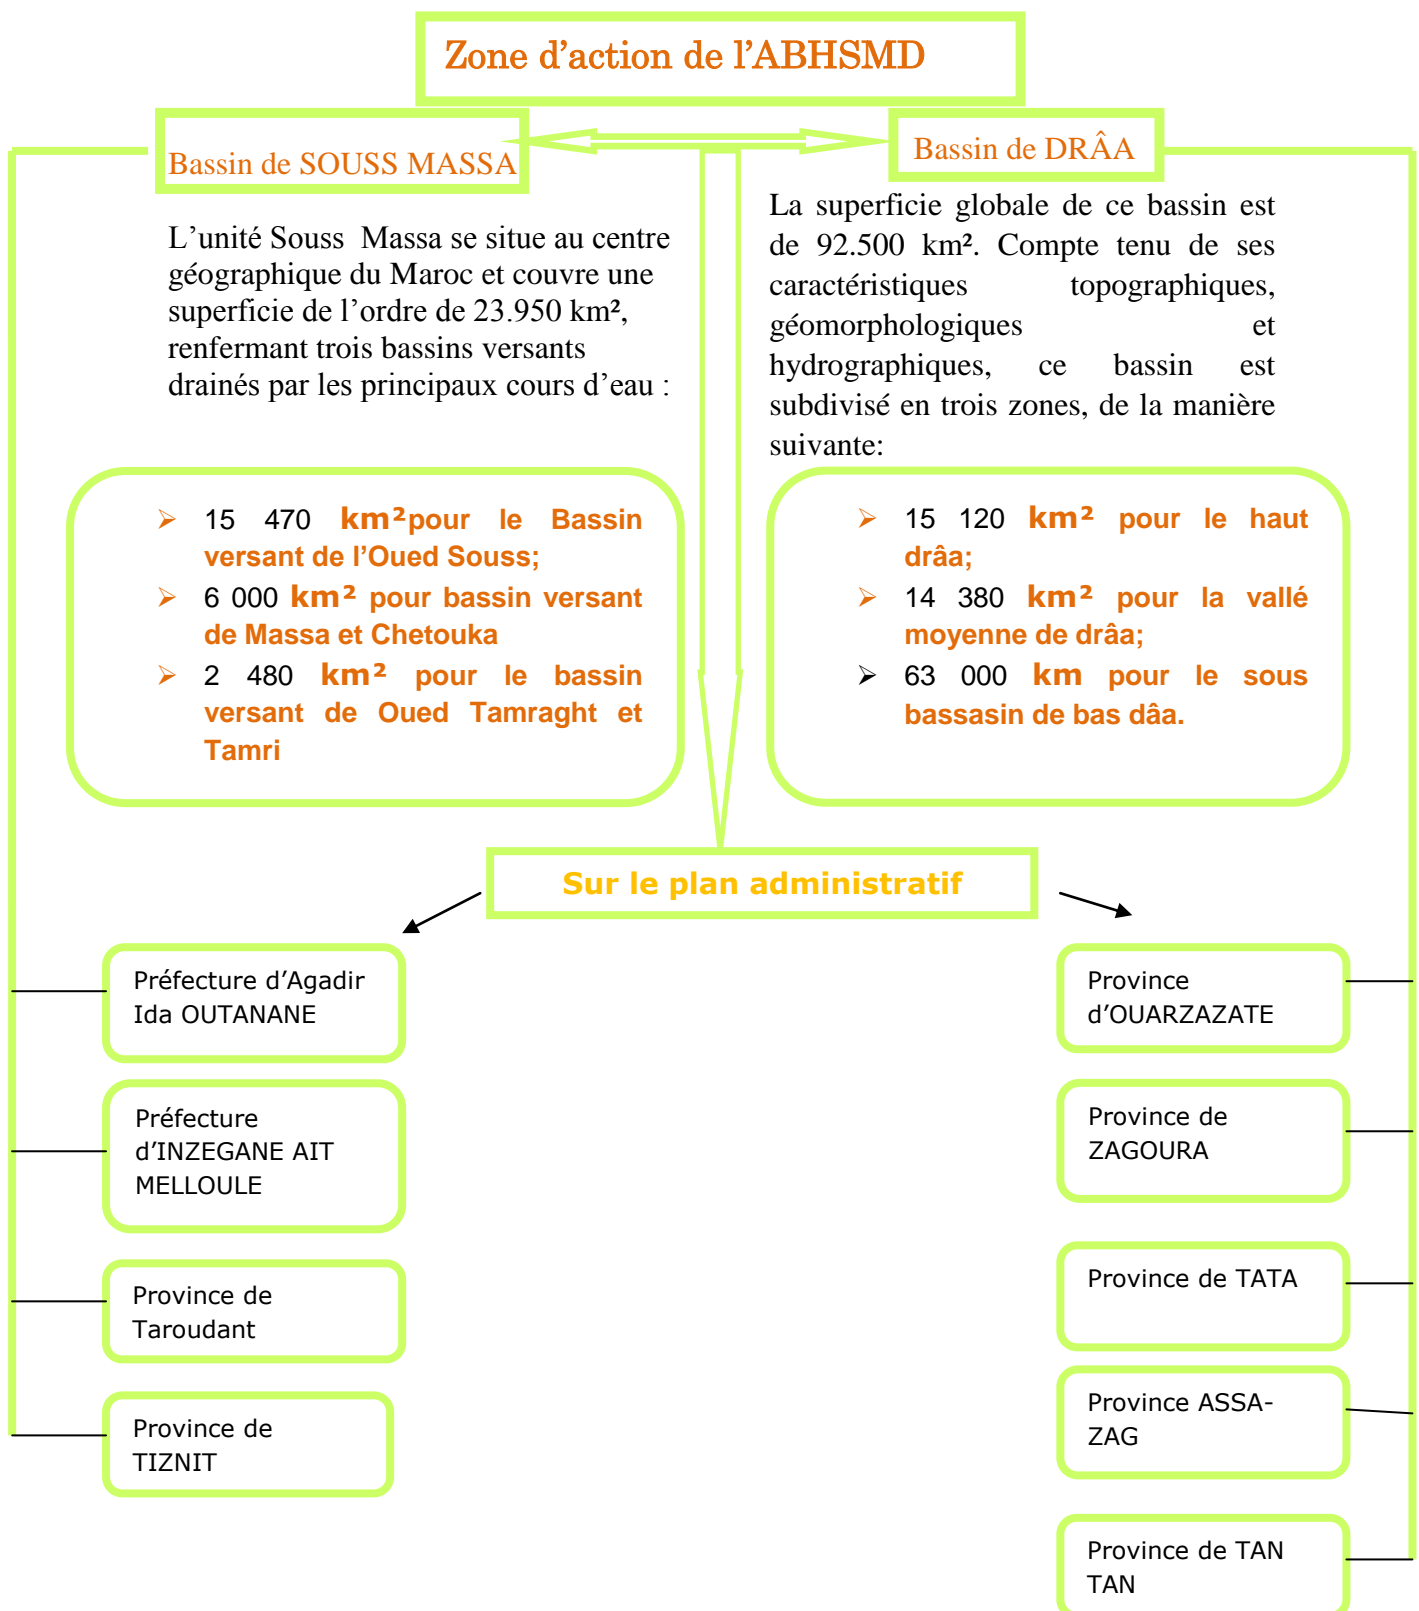 Zone d'action de l'ABHSMD
Bassin de SOUSS MASSA
L'unité Souss Massa se situe au centre
géographique du Maroc et couvre une
superficie de l'ordre de 23.950 km²,
renfermant trois bassins versants
drainés par les principaux cours d'eau :
15 470 km²pour le Bassin
versant de l'Oued Souss;
6 000 km² pour bassin versant
de Massa et Chetouka
2 480 km² pour le bassin
versant de Oued Tamraght et
Tamri
Bassin de DRÂA
La superficie globale de ce bassin est
de 92.500 km². Compte tenu de ses
caractéristiques topographiques,
géomorphologiques et
hydrographiques, ce bassin est
subdivisé en trois zones, de la manière
suivante:
15 120 km² pour le haut
drâa;
14 380 km² pour la vallé
moyenne de drâa;
63 000 km pour le sous
bassasin de bas dâa.
Sur le plan administratif
Préfecture d'Agadir
Ida OUTANANE
Préfecture
d'INZEGANE AIT
MELLOULE
Province de
Taroudant
Province de
TIZNIT
Province
d'OUARZAZATE
Province de
ZAGOURA
Province de TATA
Province ASSA-
ZAG
Province de TAN
TAN